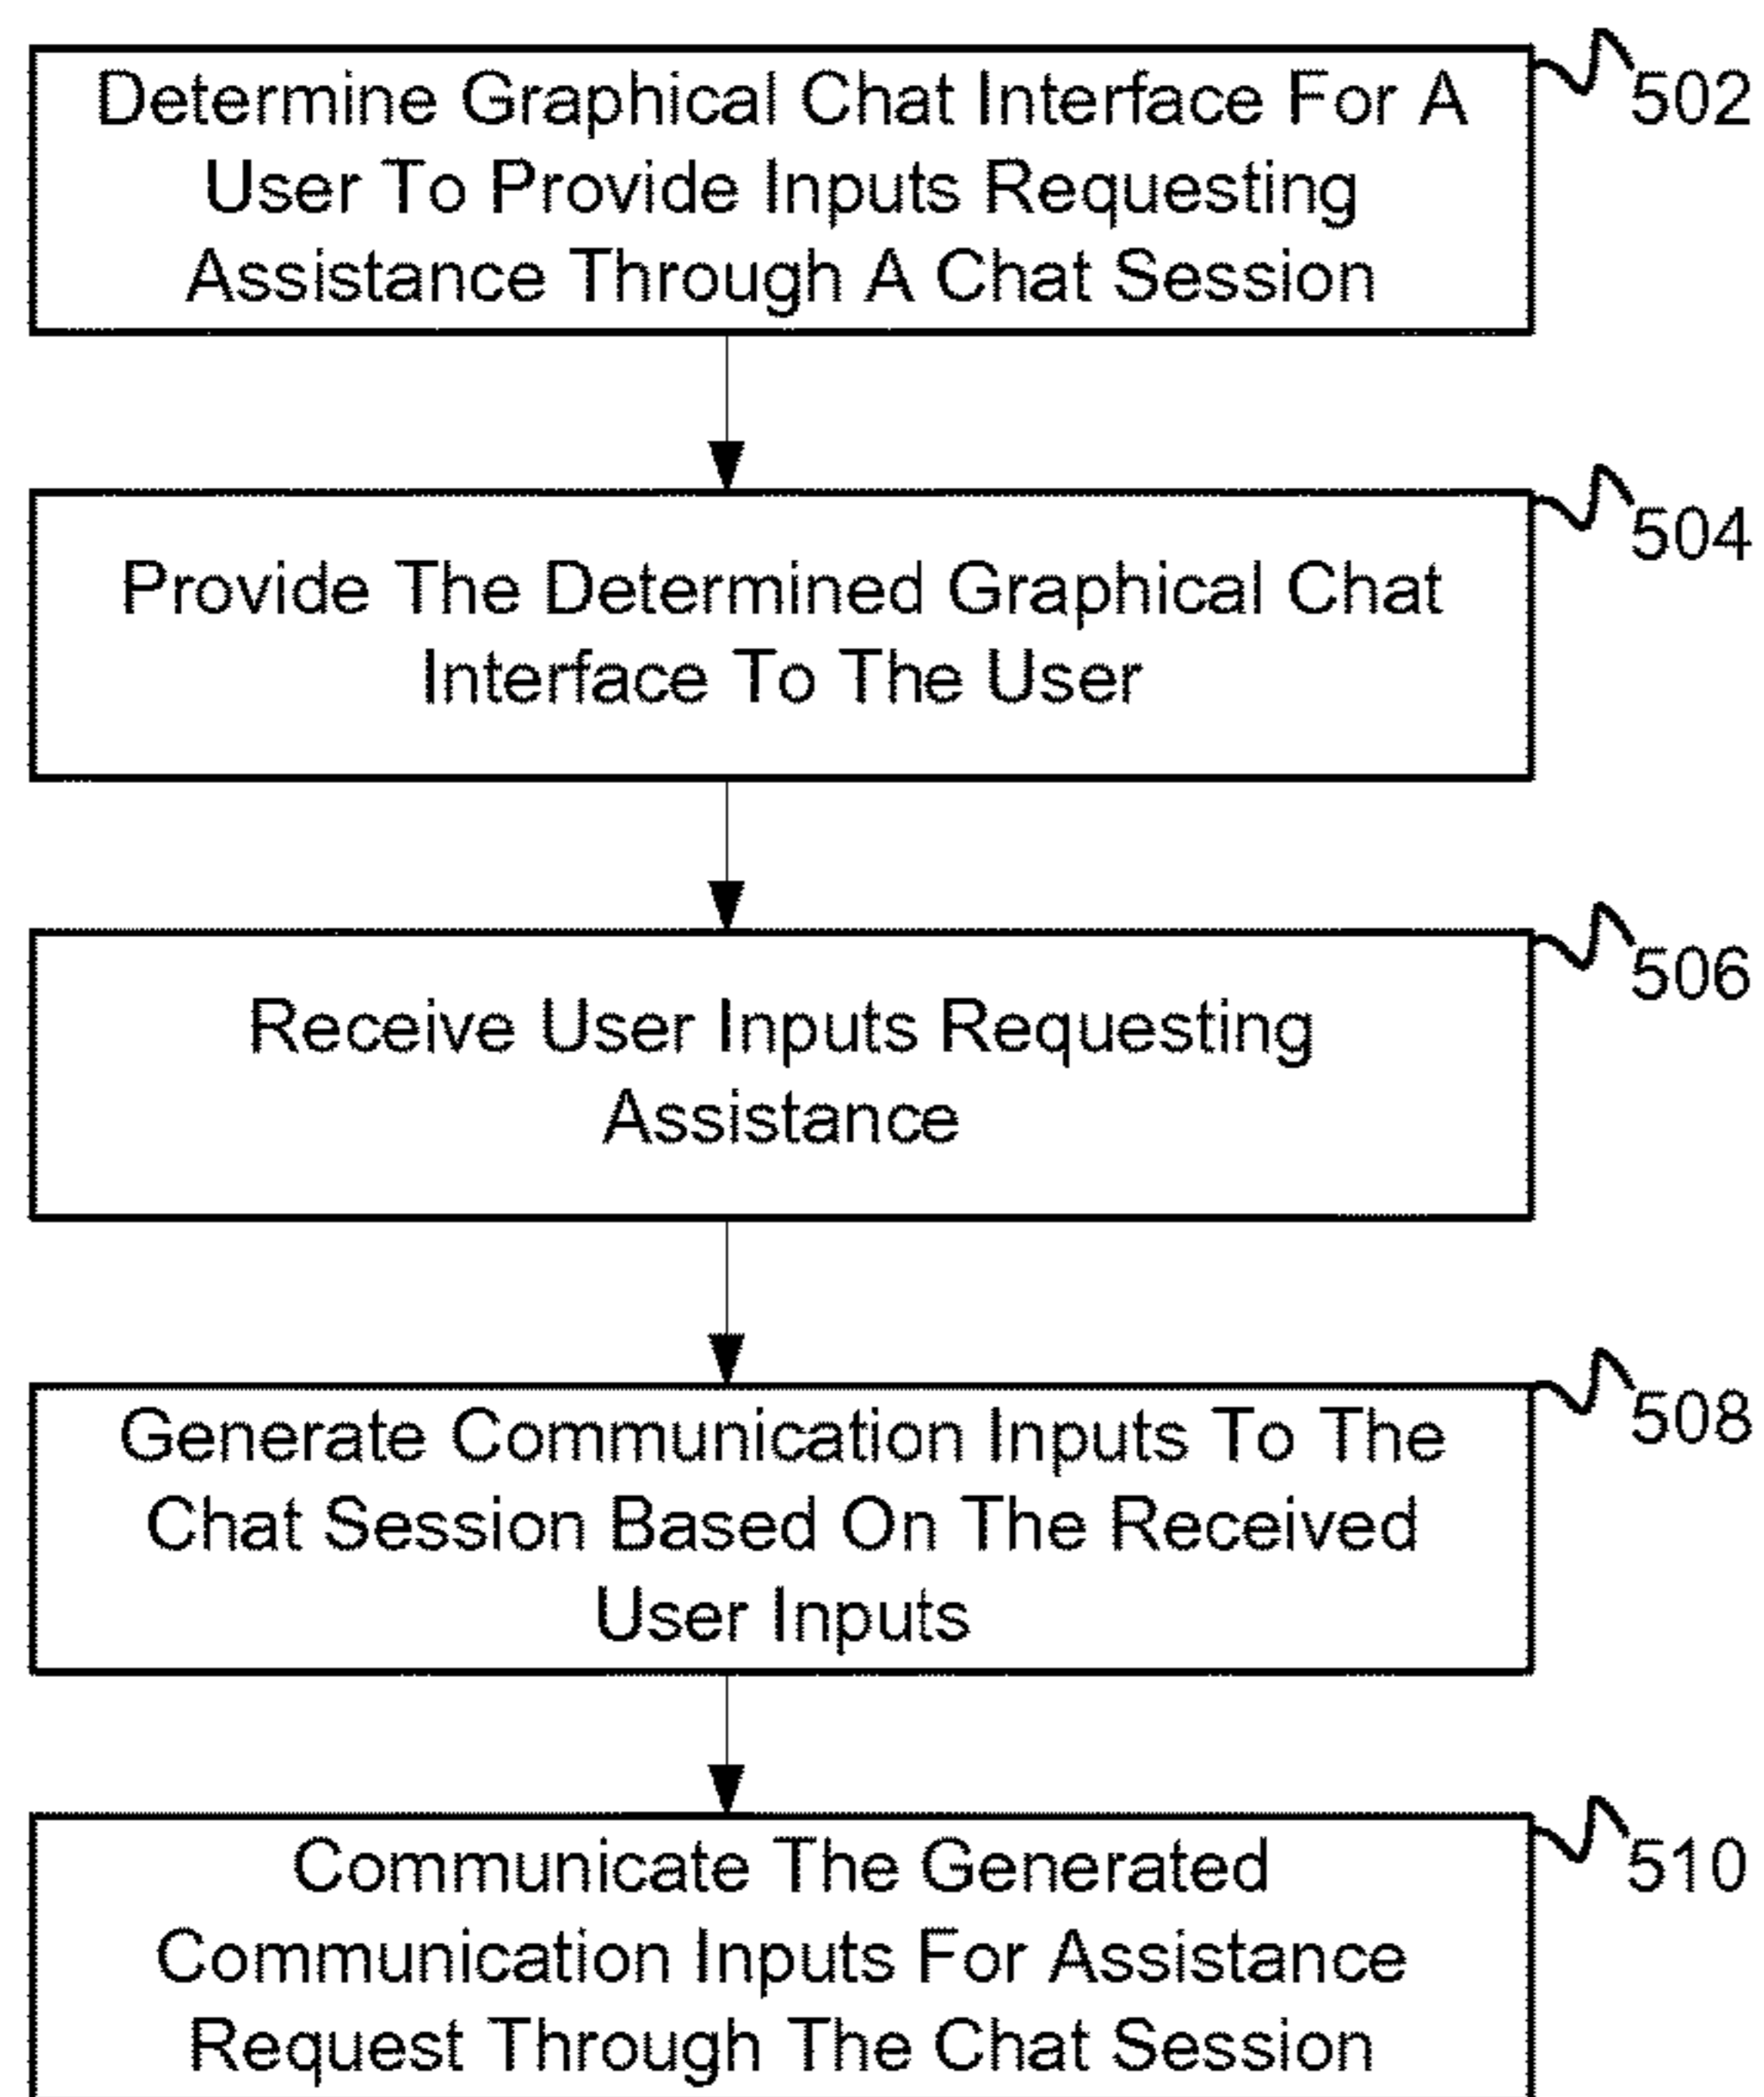 Determine Graphical Chat Interface For A
User To Provide Inputs Requesting
Assistance Through A Chat Session
502
Provide The Determined Graphical Chat
Interface To The User
504
Receive User Inputs Requesting
Assistance
506
Generate Communication Inputs To The
Chat Session Based On The Received
User Inputs
508
Communicate The Generated
Communication Inputs For Assistance
Request Through The Chat Session
510